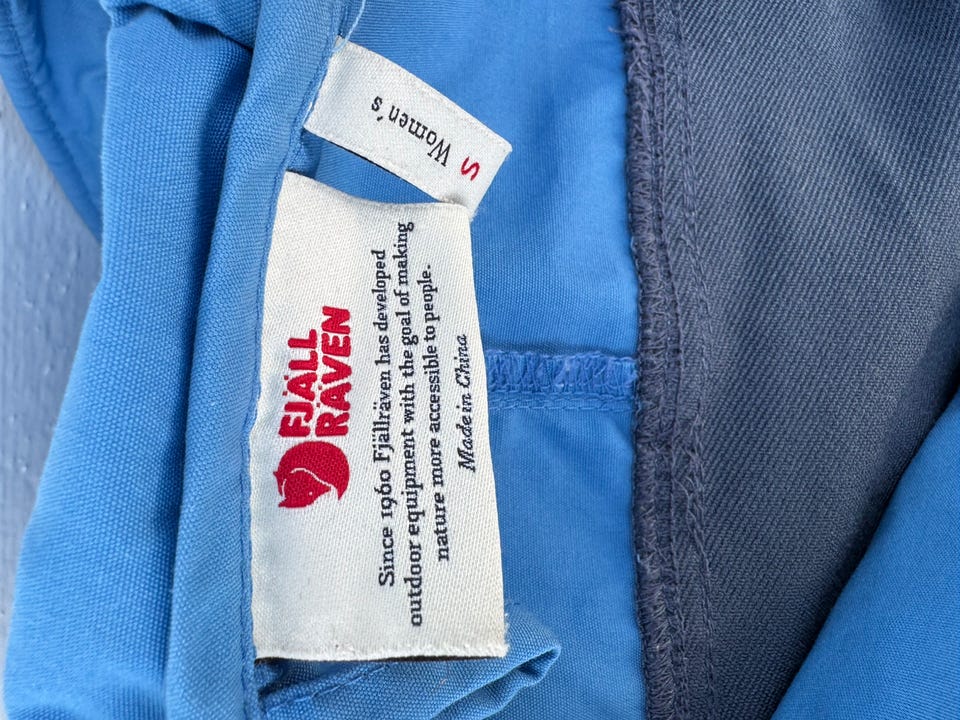 S
Women's
FJÄLL
RÄVEN
Since 1960 Fjällräven has developed
outdoor equipment with the goal of making
nature more accessible to people.
Made in China